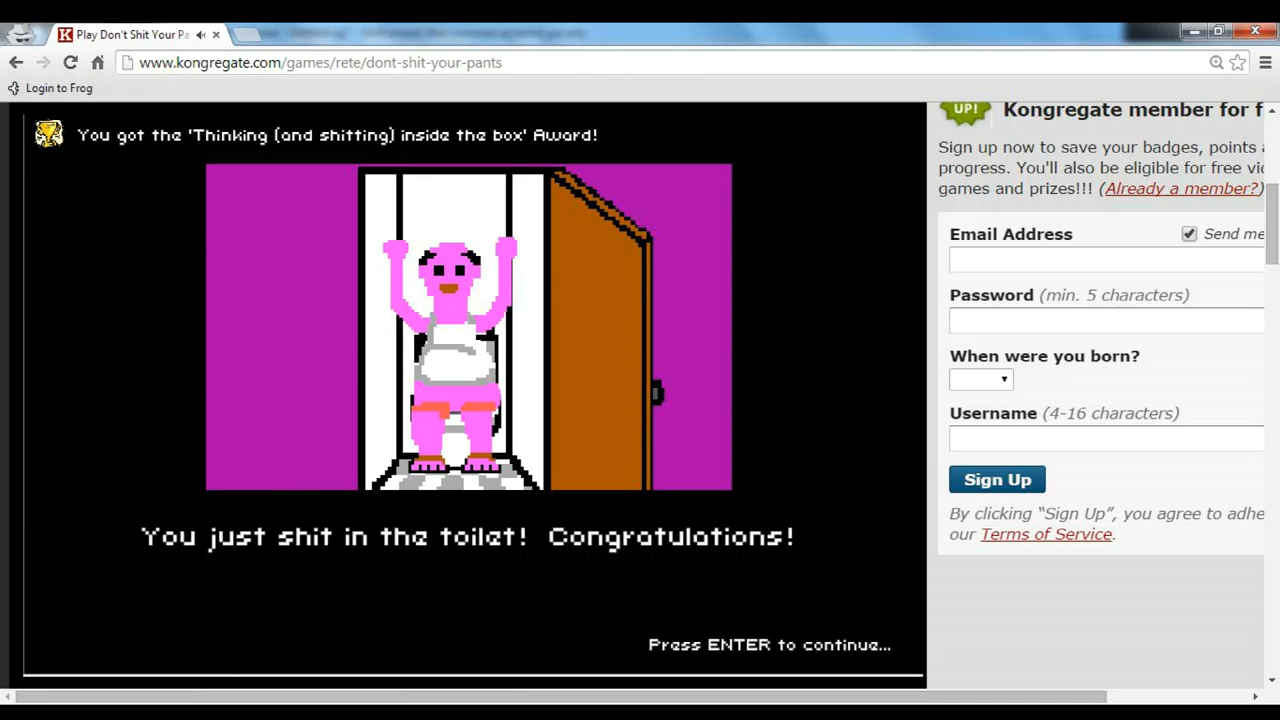 Play Don't Shit Your Pa
www.kongregate.com/games/rete/dont-shit-your-pants
Login to Frog
You got the 'Thinking (and shitting) inside the box' Award!
You just shit in the toilet! Congratulations!
Press ENTER to continue...
UP!
Kongregate member for f
Sign up now to save your badges, points a
progress. You'll also be eligible for free vi
games and prizes!!! (Already a member?)
Email Address
Send me
Password (min. 5 characters)
When were you born?
Username (4-16 characters)
Sign Up
By clicking “Sign Up”, you agree to adhe
our Terms of Service.